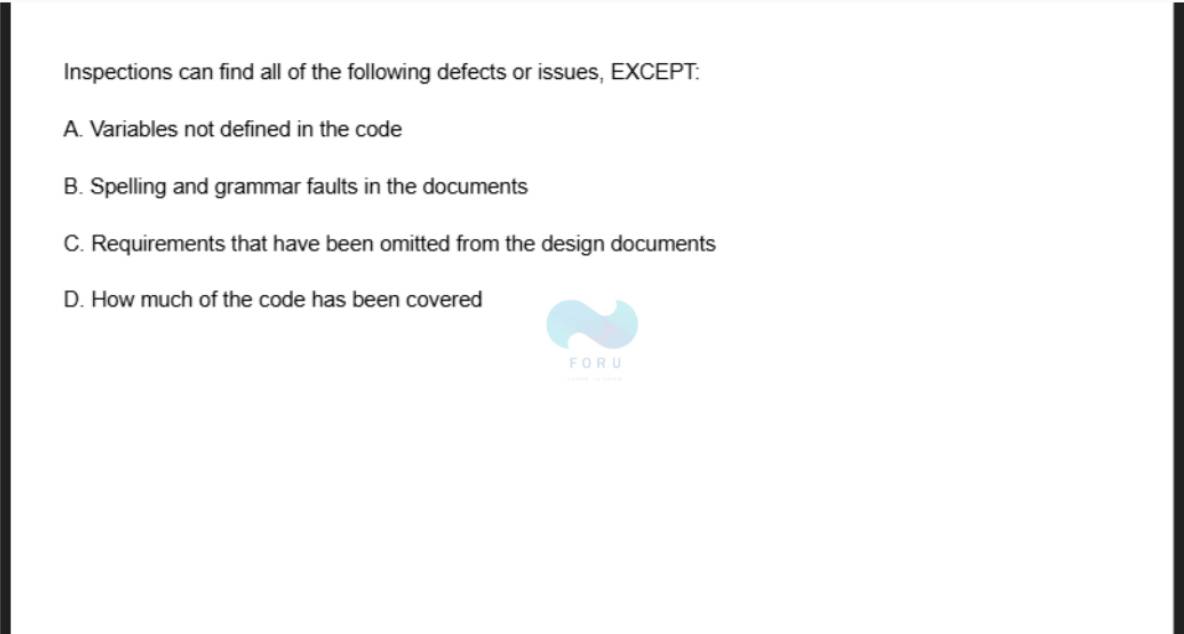 Inspections can find all of the following defects or issues, EXCEPT:
A. Variables not defined in the code
B. Spelling and grammar faults in the documents
C. Requirements that have been omitted from the design documents
D. How much of the code has been covered
FORU